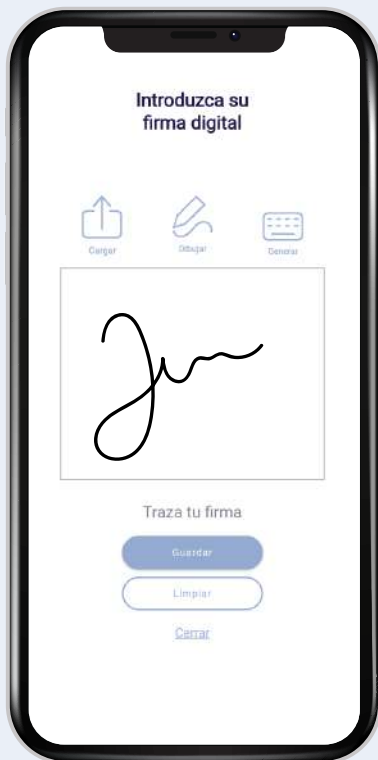 Introduzca su
firma digital
Cargar
Dibujar
Generar
Traza tu firma
Guardar
Limpiar
Cerrar